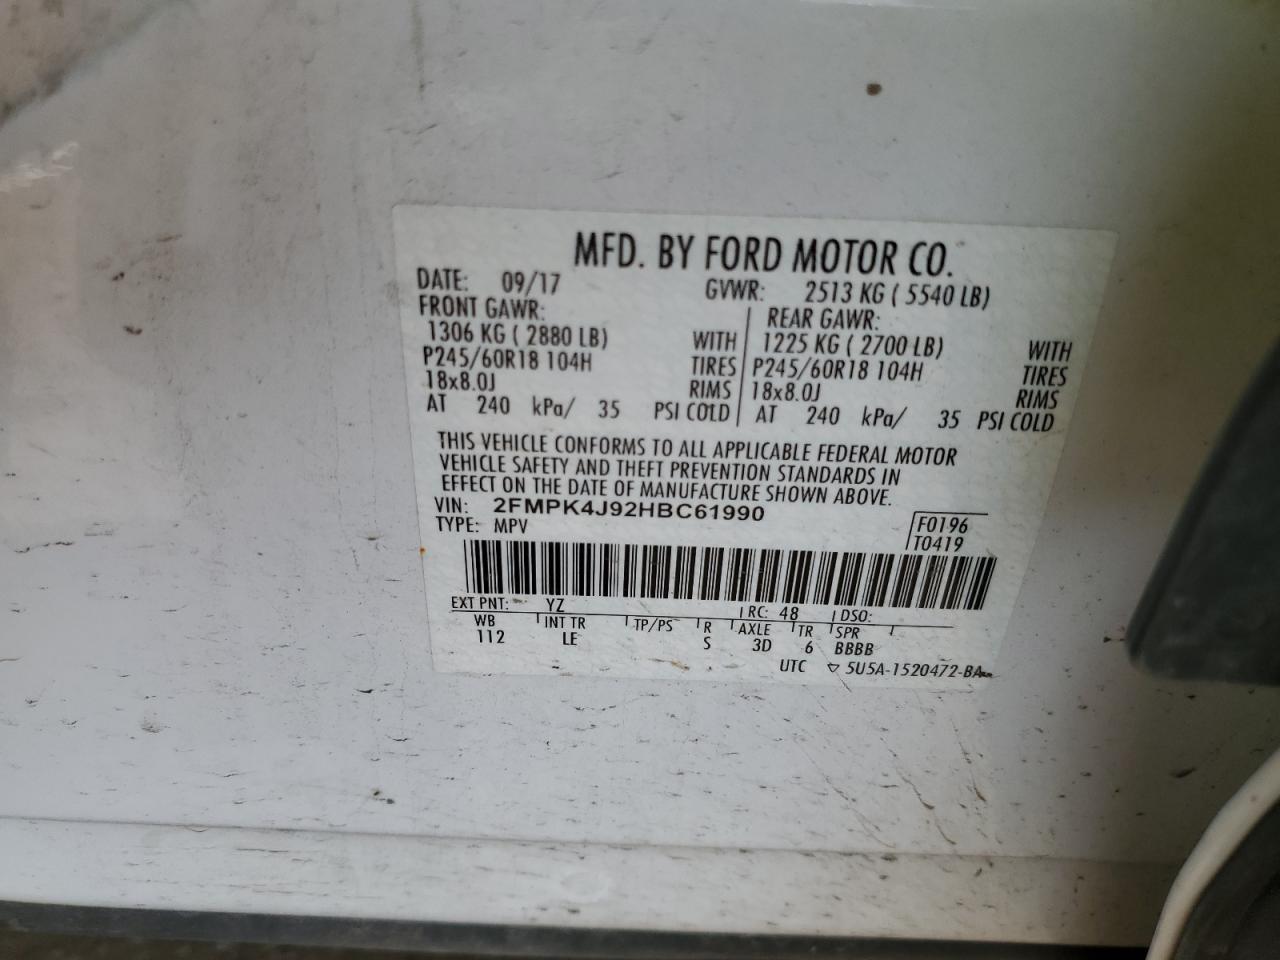 MFD. BY FORD MOTOR CO.
DATE: 09/17 GVWR: 2513 KG ( 5540 LB)
FRONT GAWR: REAR GAWR:
1306 KG ( 2880 LB) WITH 1225 KG ( 2700 LB) WITH
P245/60R18 104H TIRES P245/60R18 104H TIRES
18x8.0J RIMS 18x8.0J RIMS
AT 240 kPa/ 35 PSI COLD AT 240 kPa/ 35 PSI COLD
THIS VEHICLE CONFORMS TO ALL APPLICABLE FEDERAL MOTOR
VEHICLE SAFETY AND THEFT PREVENTION STANDARDS IN
EFFECT ON THE DATE OF MANUFACTURE SHOWN ABOVE.
VIN: 2FMPK4J92HBC61990
TYPE: MPV
F0196
T0419
EXT PNT: YZ RC: 48 DSO:
WB INT TR TP/PS R AXLE TR SPR
112 LE S 3D 6 BBBB
UTC ▽ 5U5A-1520472-BA